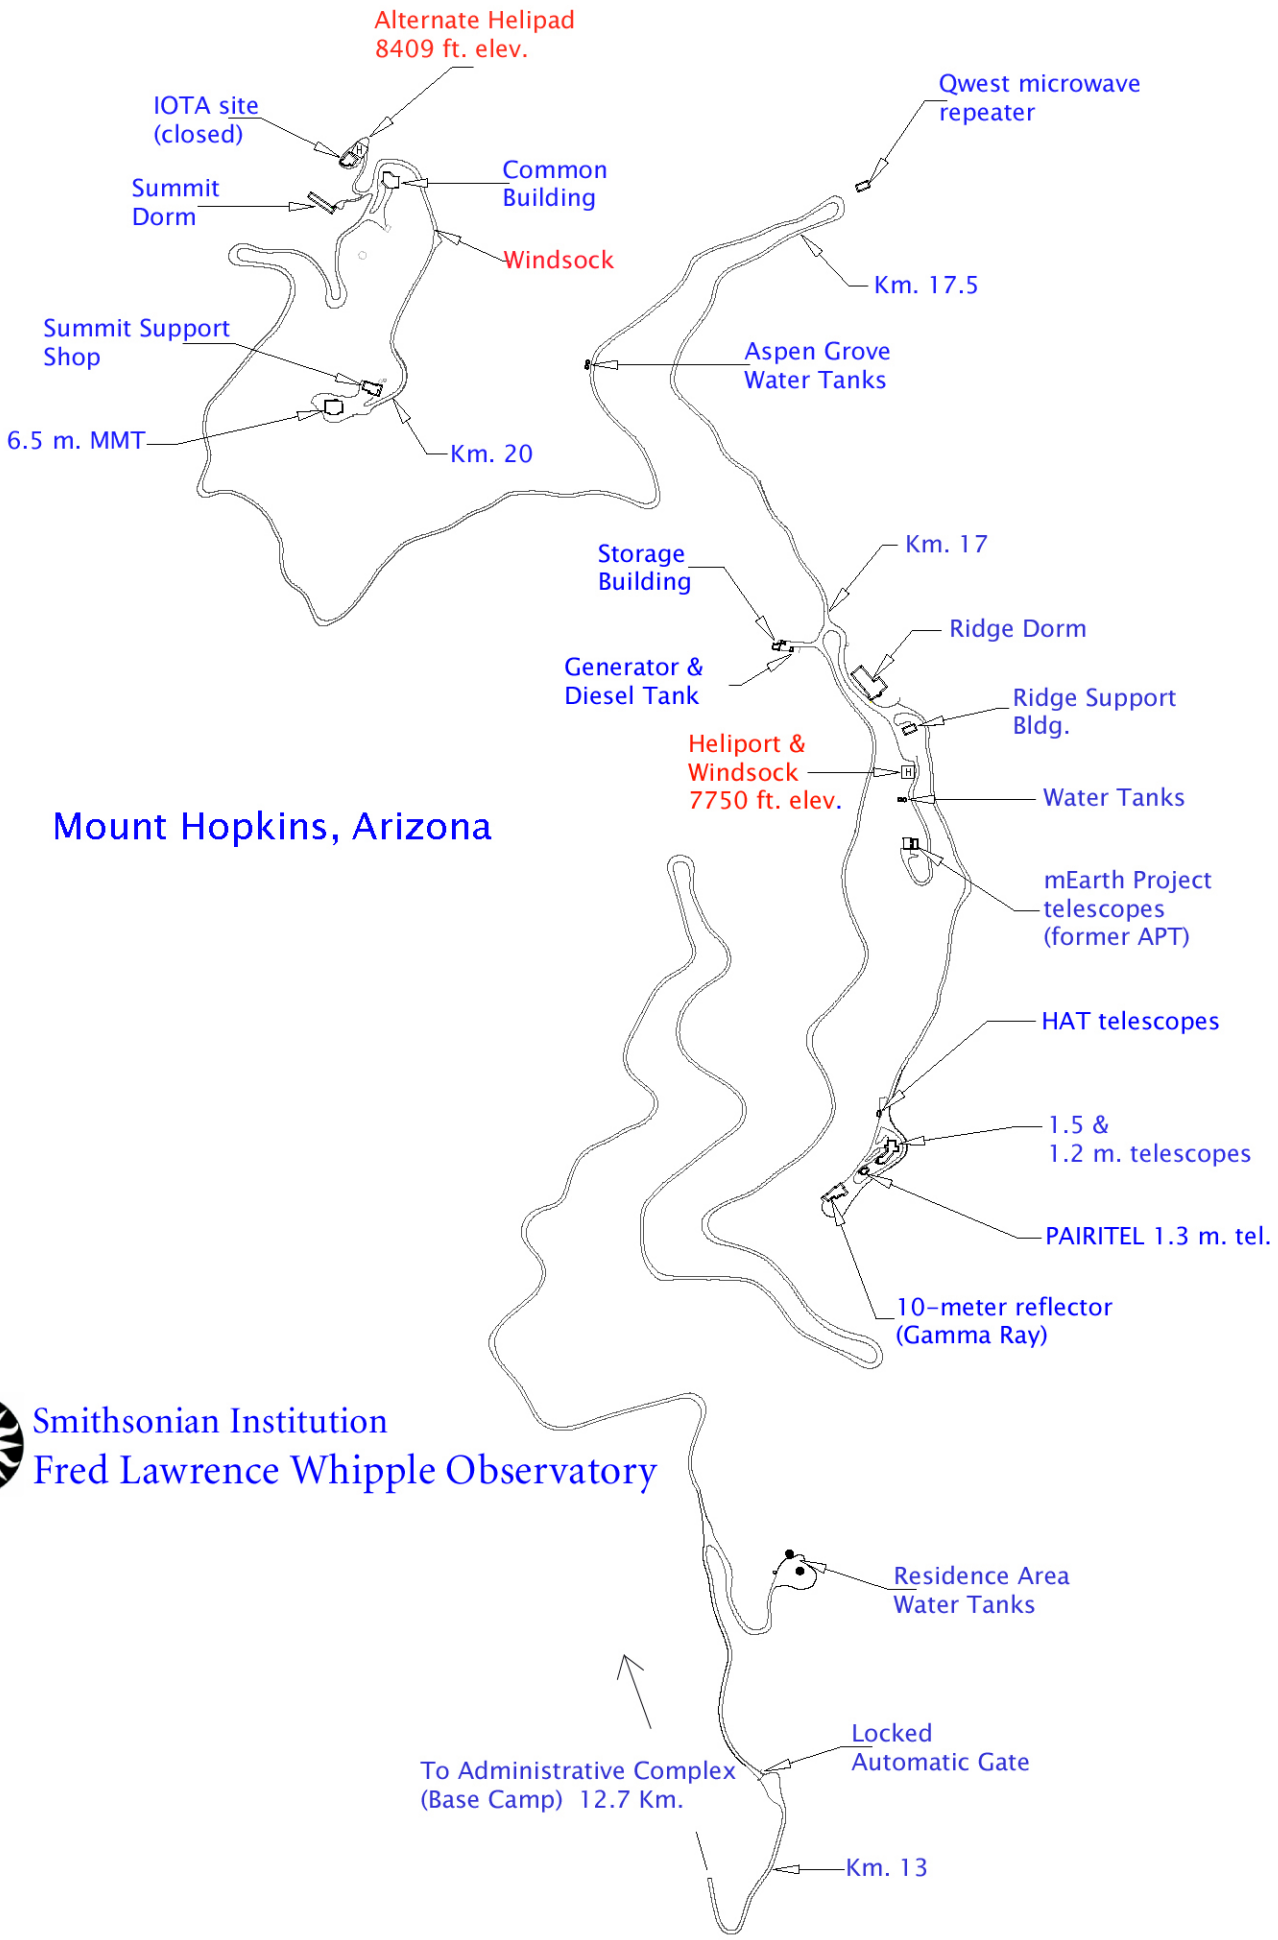 Alternate Helipad
8409 ft. elev.
Qwest microwave
repeater
IOTA site
(closed)
H
Common
Building
Summit
Dorm
Windsock
Km. 17.5
Summit Support
Shop
Aspen Grove
Water Tanks
6.5 m. MMT
Km. 20
Storage
Building
Km. 17
Ridge Dorm
Generator &
Diesel Tank
Ridge Support
Bldg.
Heliport &
Windsock
7750 ft. elev.
H
Water Tanks
Mount Hopkins, Arizona
mEarth Project
telescopes
(former APT)
HAT telescopes
1.5 &
1.2 m. telescopes
PAIRITEL 1.3 m. tel.
10-meter reflector
(Gamma Ray)
Smithsonian Institution
Fred Lawrence Whipple Observatory
Residence Area
Water Tanks
Locked
Automatic Gate
To Administrative Complex
(Base Camp) 12.7 Km.
Km. 13